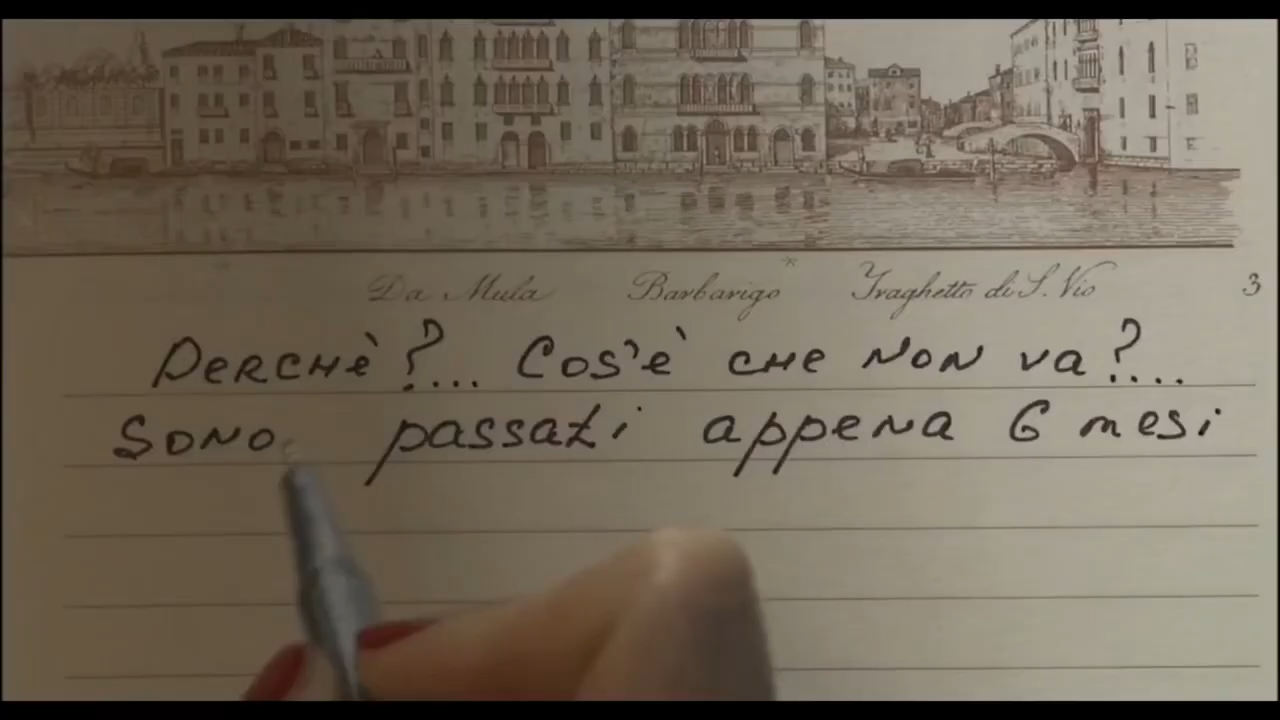 Da Mula Barbarigo * Traghetto di S. Vio 3
Perchè?... Cos'è che non va?....
Sono passati appena 6 mesi